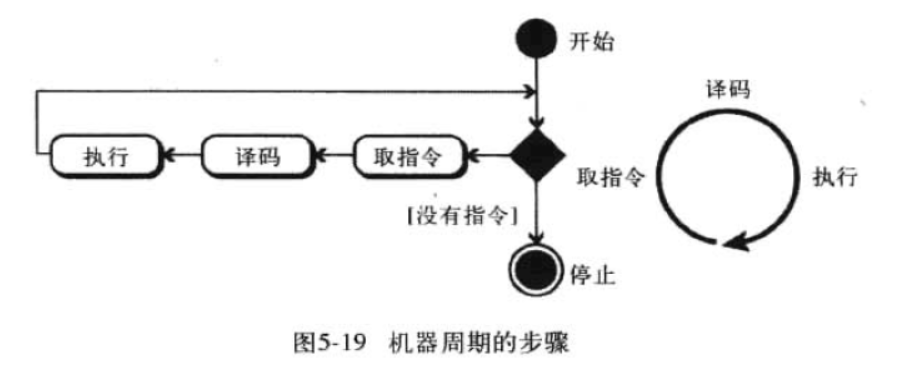 开始
译码
执行
译码
取指令
取指令
执行
[没有指令]
停止
图5-19 机器周期的步骤